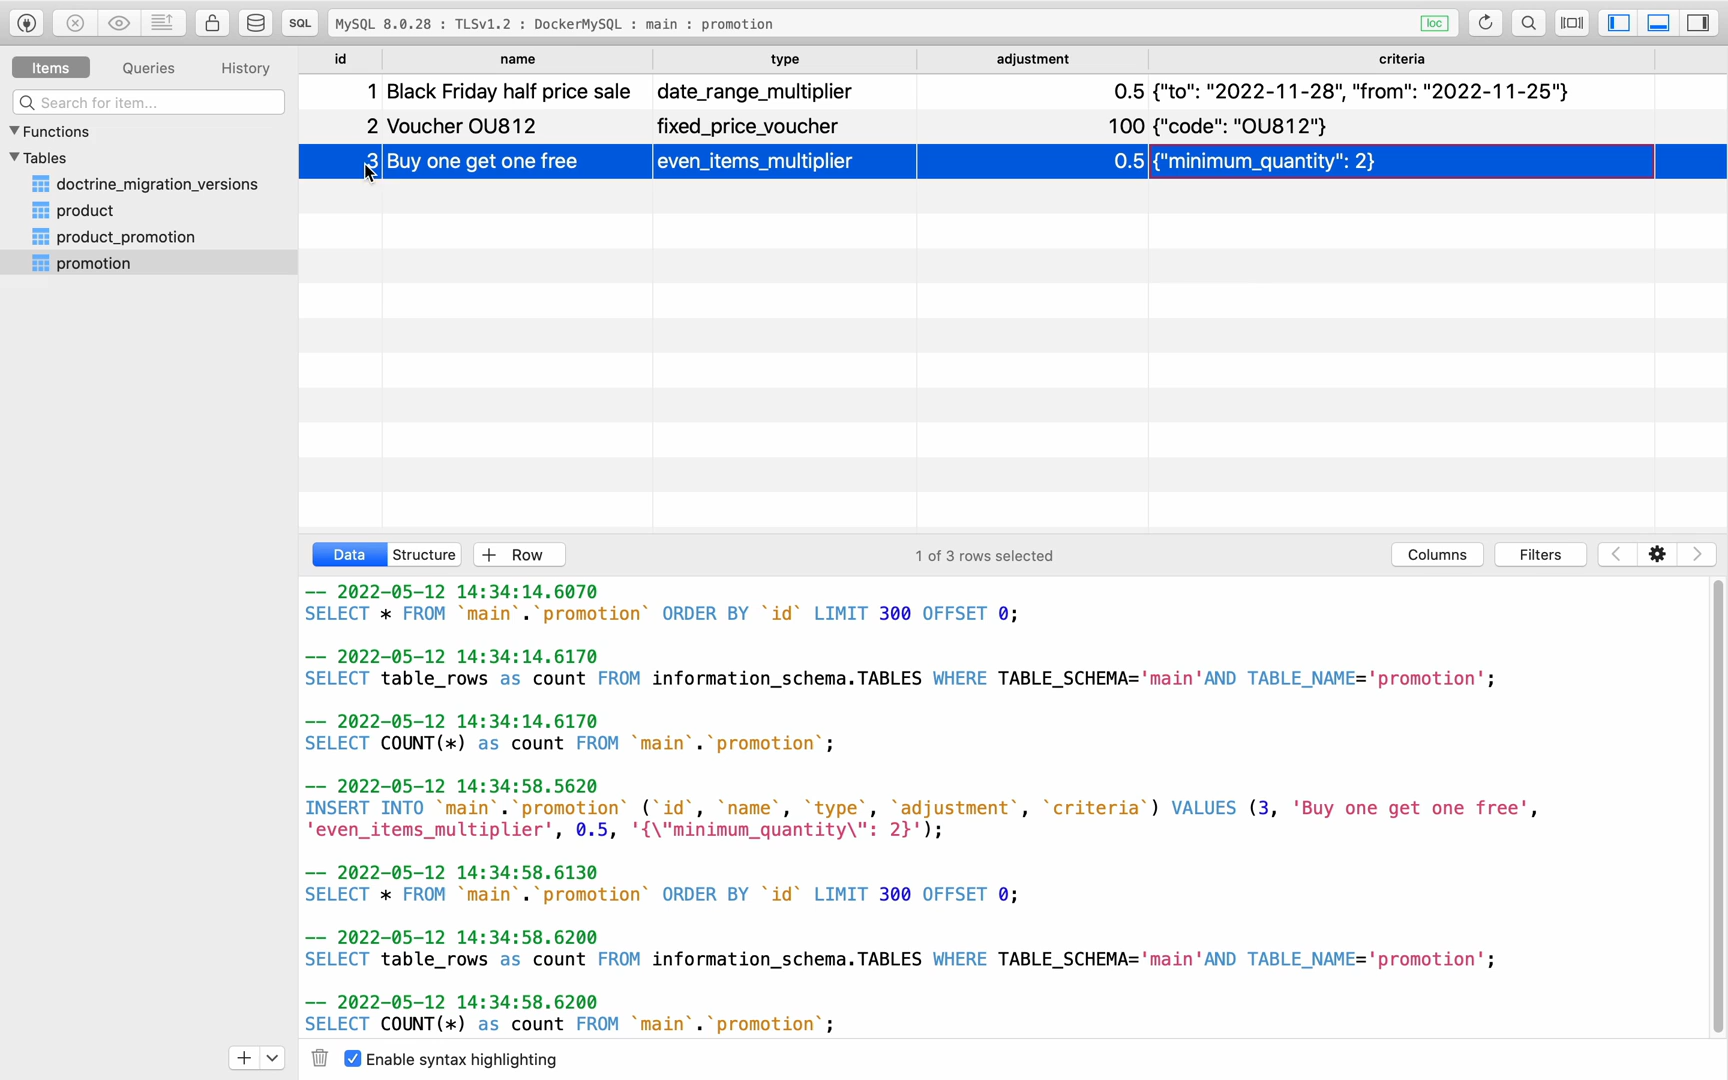 SQL
MySQL 8.0.28 : TLSv1.2 : DockerMySQL : main : promotion
loc
Items
Queries
History
Search for item...
Functions
Tables
doctrine_migration_versions
product
product_promotion
promotion
id name type adjustment criteria
1 Black Friday half price sale date_range_multiplier 0.5 {"to": "2022-11-28", "from": "2022-11-25"}
2 Voucher OU812 fixed_price_voucher 100 {"code": "OU812"}
3 Buy one get one free even_items_multiplier 0.5 {"minimum_quantity": 2}
Data Structure + Row 1 of 3 rows selected Columns Filters
-- 2022-05-12 14:34:14.6070
SELECT * FROM `main`.`promotion` ORDER BY `id` LIMIT 300 OFFSET 0;
-- 2022-05-12 14:34:14.6170
SELECT table_rows as count FROM information_schema.TABLES WHERE TABLE_SCHEMA='main'AND TABLE_NAME='promotion';
-- 2022-05-12 14:34:14.6170
SELECT COUNT(*) as count FROM `main`.`promotion`;
-- 2022-05-12 14:34:58.5620
INSERT INTO `main`.`promotion` (`id`, `name`, `type`, `adjustment`, `criteria`) VALUES (3, 'Buy one get one free',
'even_items_multiplier', 0.5, '{\"minimum_quantity\": 2}');
-- 2022-05-12 14:34:58.6130
SELECT * FROM `main`.`promotion` ORDER BY `id` LIMIT 300 OFFSET 0;
-- 2022-05-12 14:34:58.6200
SELECT table_rows as count FROM information_schema.TABLES WHERE TABLE_SCHEMA='main'AND TABLE_NAME='promotion';
-- 2022-05-12 14:34:58.6200
SELECT COUNT(*) as count FROM `main`.`promotion`;
Enable syntax highlighting